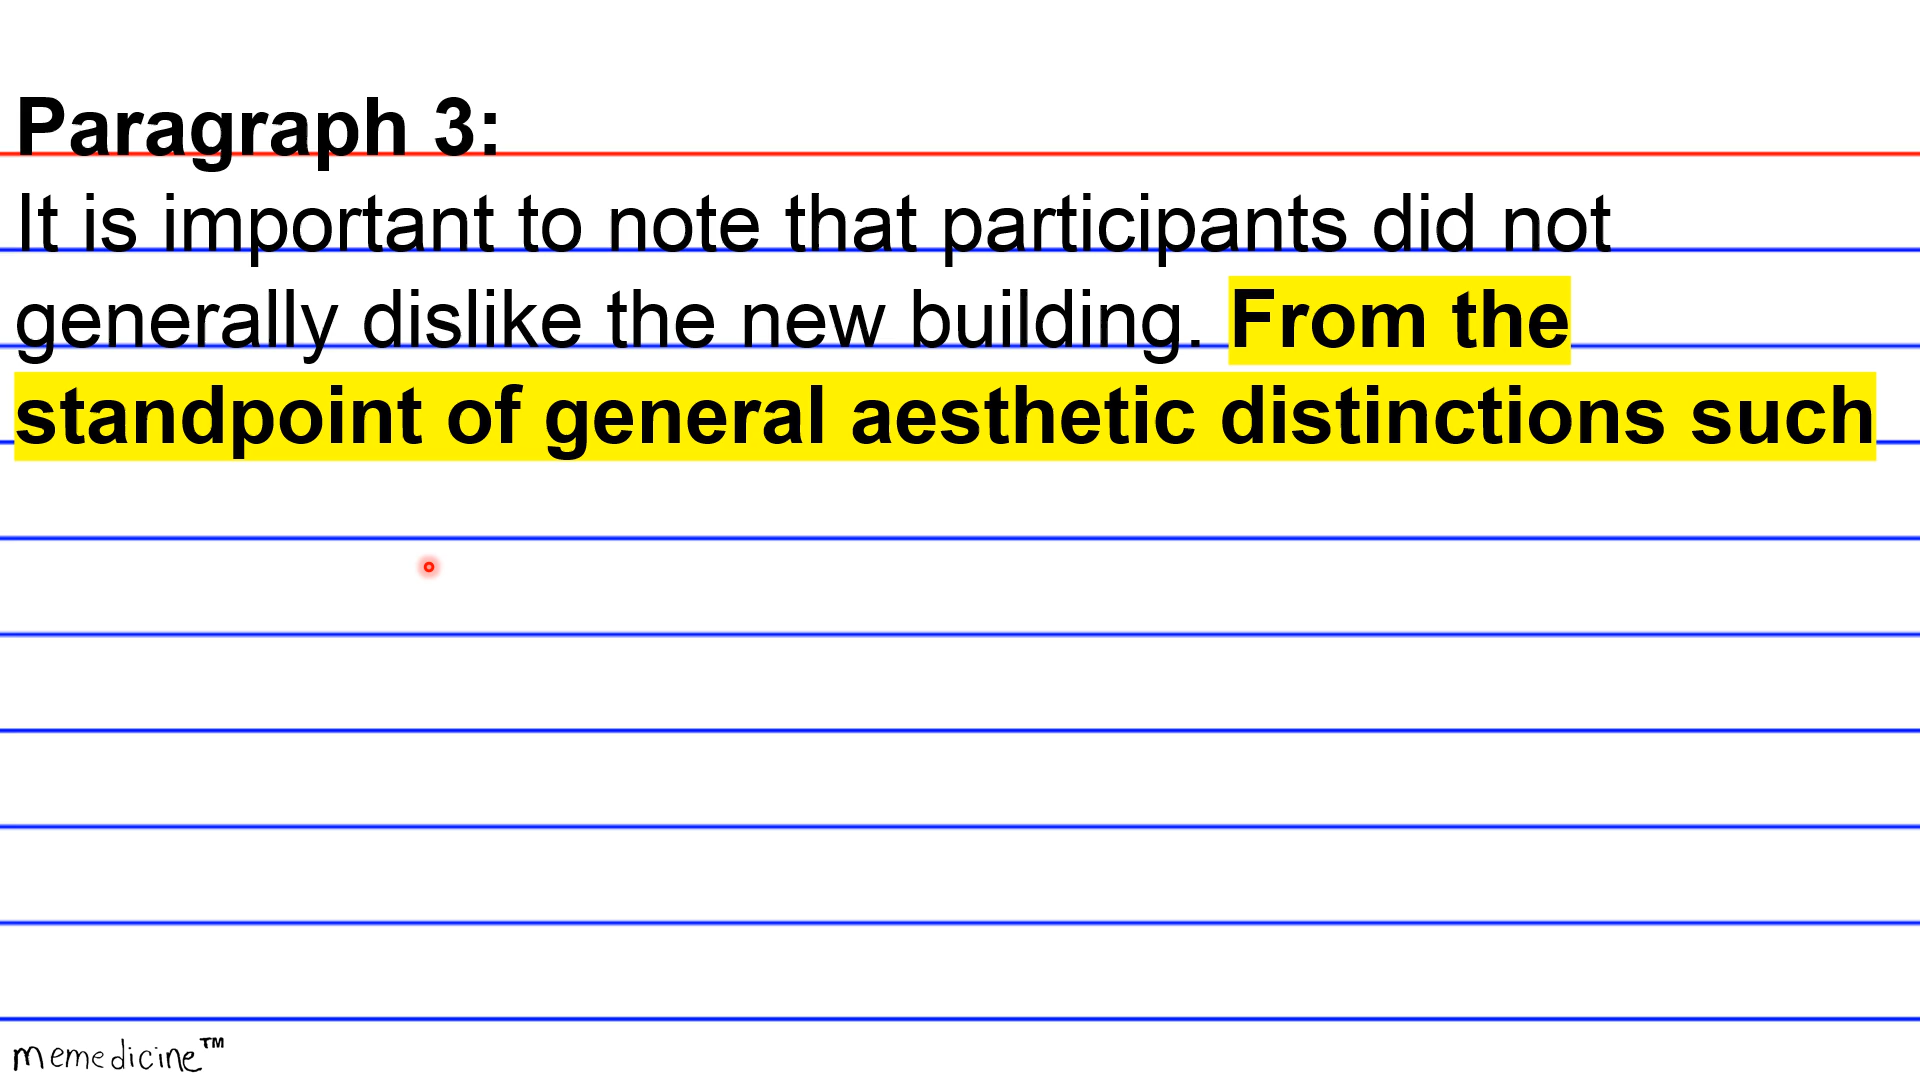 Paragraph 3:
It is important to note that participants did not
generally dislike the new building. From the
standpoint of general aesthetic distinctions such
memedicine™